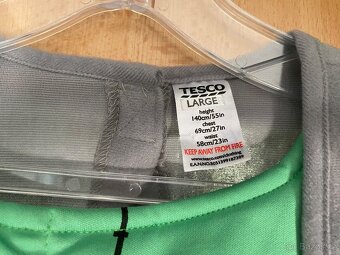 TESCO
LARGE
height
140cm/55in
chest
69cm/27in
waist
58cm/23in
KEEP AWAY FROM FIRE